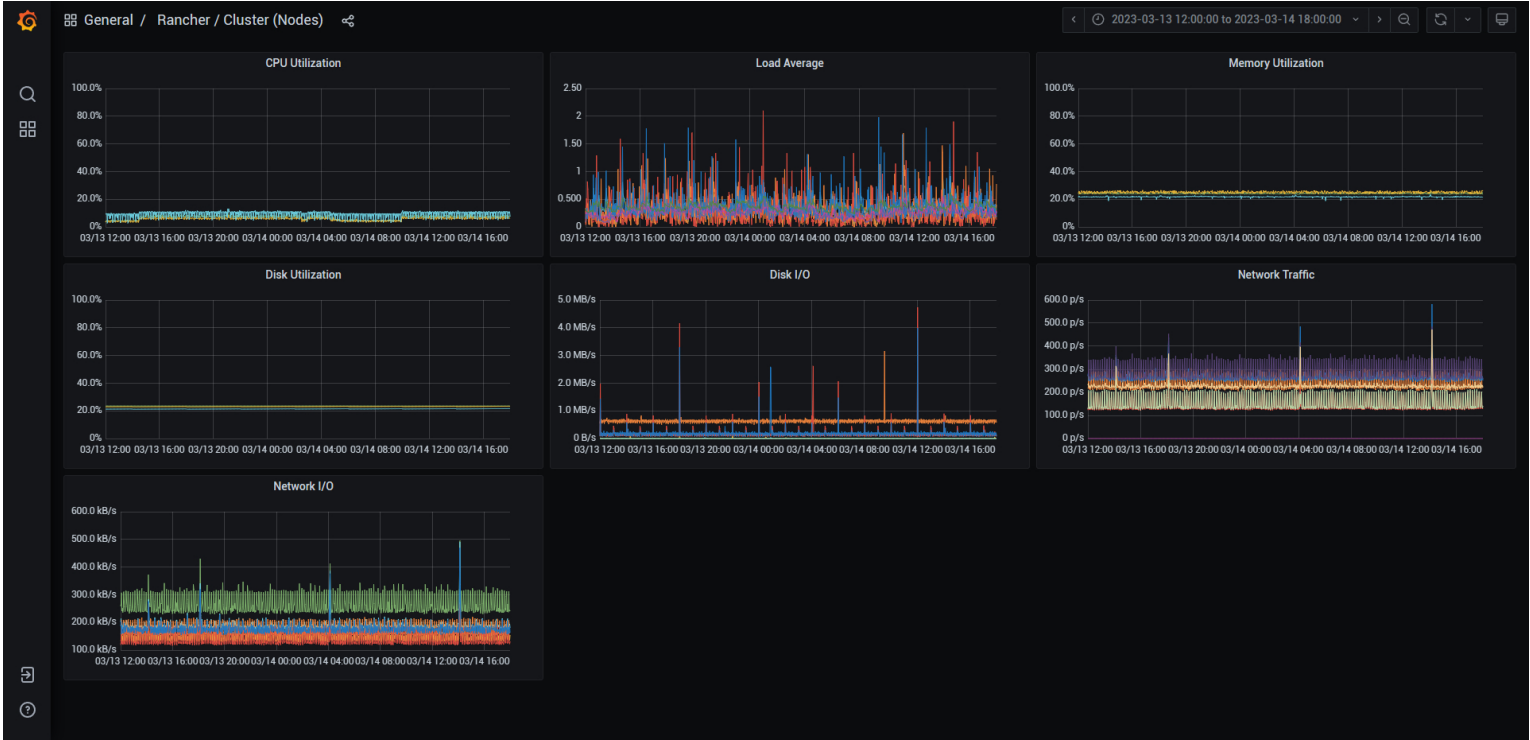 General / Rancher / Cluster (Nodes)
2023-03-13 12:00:00 to 2023-03-14 18:00:00
CPU Utilization
100.0%
80.0%
60.0%
40.0%
20.0%
0%
03/13 12:00 03/13 16:00 03/13 20:00 03/14 00:00 03/14 04:00 03/14 08:00 03/14 12:00 03/14 16:00
Load Average
2.50
2
1.50
1
0.500
0
03/13 12:00 03/13 16:00 03/13 20:00 03/14 00:00 03/14 04:00 03/14 08:00 03/14 12:00 03/14 16:00
Memory Utilization
100.0%
80.0%
60.0%
40.0%
20.0%
0%
03/13 12:00 03/13 16:00 03/13 20:00 03/14 00:00 03/14 04:00 03/14 08:00 03/14 12:00 03/14 16:00
Disk Utilization
100.0%
80.0%
60.0%
40.0%
20.0%
0%
03/13 12:00 03/13 16:00 03/13 20:00 03/14 00:00 03/14 04:00 03/14 08:00 03/14 12:00 03/14 16:00
Disk I/O
5.0 MB/s
4.0 MB/s
3.0 MB/s
2.0 MB/s
1.0 MB/s
0 B/s
03/13 12:00 03/13 16:00 03/13 20:00 03/14 00:00 03/14 04:00 03/14 08:00 03/14 12:00 03/14 16:00
Network Traffic
600.0 p/s
500.0 p/s
400.0 p/s
300.0 p/s
200.0 p/s
100.0 p/s
0 p/s
03/13 12:00 03/13 16:00 03/13 20:00 03/14 00:00 03/14 04:00 03/14 08:00 03/14 12:00 03/14 16:00
Network I/O
600.0 kB/s
500.0 kB/s
400.0 kB/s
300.0 kB/s
200.0 kB/s
100.0 kB/s
03/13 12:00 03/13 16:00 03/13 20:00 03/14 00:00 03/14 04:00 03/14 08:00 03/14 12:00 03/14 16:00